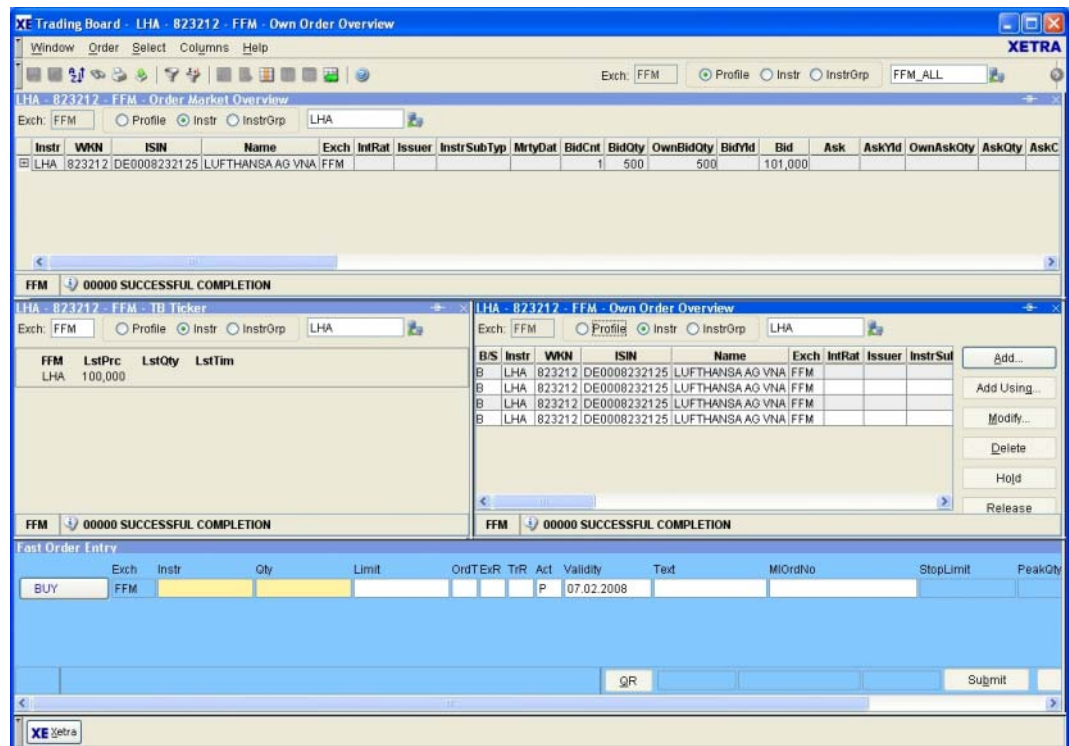 XE Trading Board - LHA - 823212 - FFM - Own Order Overview
Window Order Select Columns Help XETRA
Exch: FFM Profile Instr InstrGrp FFM_ALL
LHA - 823212 - FFM - Order Market Overview
Exch: FFM Profile Instr InstrGrp LHA
Instr WKN ISIN Name Exch IntRat Issuer InstrSubTyp MrtyDat BidCnt BidQty OwnBidQty BidYld Bid Ask AskYld OwnAskQty AskQty AskC
LHA 823212 DE0008232125 LUFTHANSA AG VNA FFM 1 500 500 101,000
FFM 00000 SUCCESSFUL COMPLETION
LHA - 823212 - FFM - TB Ticker
Exch: FFM Profile Instr InstrGrp LHA
FFM LstPrc LstQty LstTim
LHA 100,000
FFM 00000 SUCCESSFUL COMPLETION
LHA - 823212 - FFM - Own Order Overview
Exch: FFM Profile Instr InstrGrp LHA
B/S Instr WKN ISIN Name Exch IntRat Issuer InstrSul
B LHA 823212 DE0008232125 LUFTHANSA AG VNA FFM
B LHA 823212 DE0008232125 LUFTHANSA AG VNA FFM
B LHA 823212 DE0008232125 LUFTHANSA AG VNA FFM
B LHA 823212 DE0008232125 LUFTHANSA AG VNA FFM
Add...
Add Using...
Modify...
Delete
Hold
Release
FFM 00000 SUCCESSFUL COMPLETION
Fast Order Entry
Exch Instr Qty Limit OrdT ExR TrR Act Validity Text MIOrdNo StopLimit PeakQty
BUY FFM P 07.02.2008
QR Submit
XE Xetra